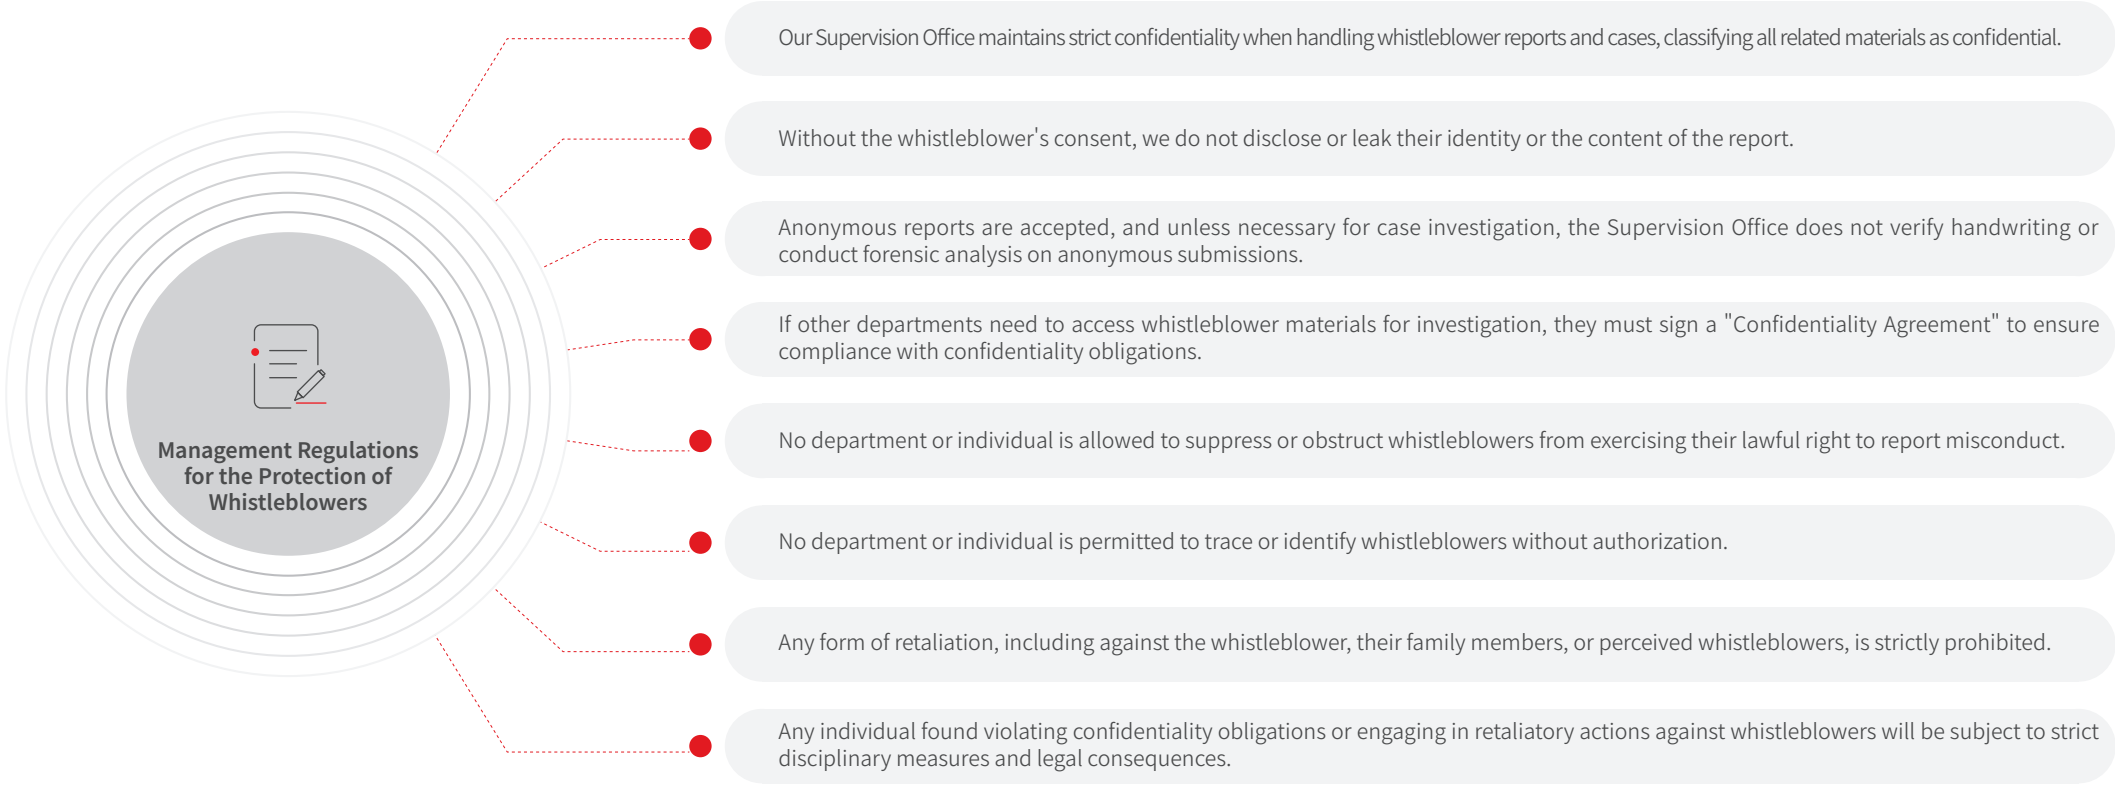 Our Supervision Office maintains strict confidentiality when handling whistleblower reports and cases, classifying all related materials as confidential.
Without the whistleblower's consent, we do not disclose or leak their identity or the content of the report.
Anonymous reports are accepted, and unless necessary for case investigation, the Supervision Office does not verify handwriting or
conduct forensic analysis on anonymous submissions.
If other departments need to access whistleblower materials for investigation, they must sign a "Confidentiality Agreement" to ensure
compliance with confidentiality obligations.
Management Regulations
for the Protection of
Whistleblowers
No department or individual is allowed to suppress or obstruct whistleblowers from exercising their lawful right to report misconduct.
No department or individual is permitted to trace or identify whistleblowers without authorization.
Any form of retaliation, including against the whistleblower, their family members, or perceived whistleblowers, is strictly prohibited.
Any individual found violating confidentiality obligations or engaging in retaliatory actions against whistleblowers will be subject to strict
disciplinary measures and legal consequences.